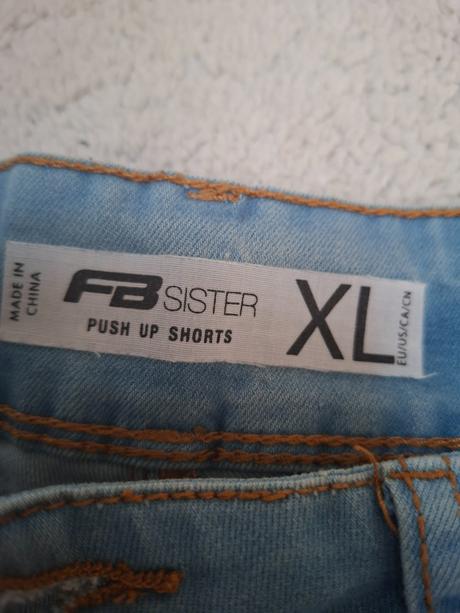 MADE IN
CHINA
FB SISTER
PUSH UP SHORTS
XL
EU/US/CA/CN